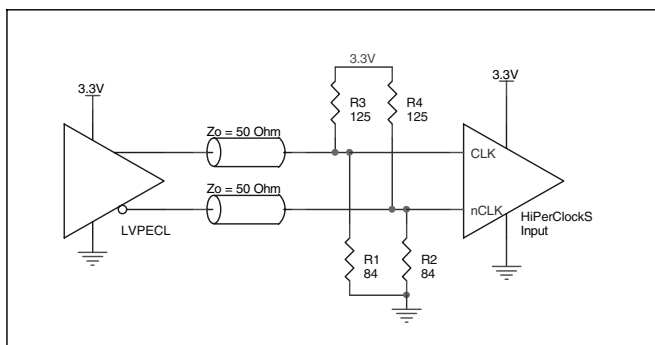 3.3V
3.3V
R3
125
R4
125
3.3V
Zo = 50 Ohm
CLK
Zo = 50 Ohm
nCLK
HiPerClockS
Input
LVPECL
R1
84
R2
84